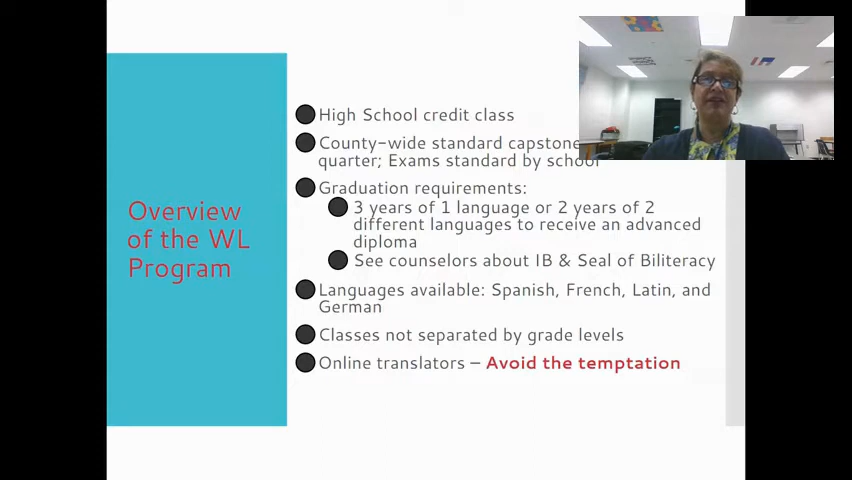 Overview
of the WL
Program
High School credit class
County-wide standard capstone
quarter; Exams standard by school
Graduation requirements:
3 years of 1 language or 2 years of 2
different languages to receive an advanced
diploma
See counselors about IB & Seal of Biliteracy
Languages available: Spanish, French, Latin, and
German
Classes not separated by grade levels
Online translators – Avoid the temptation